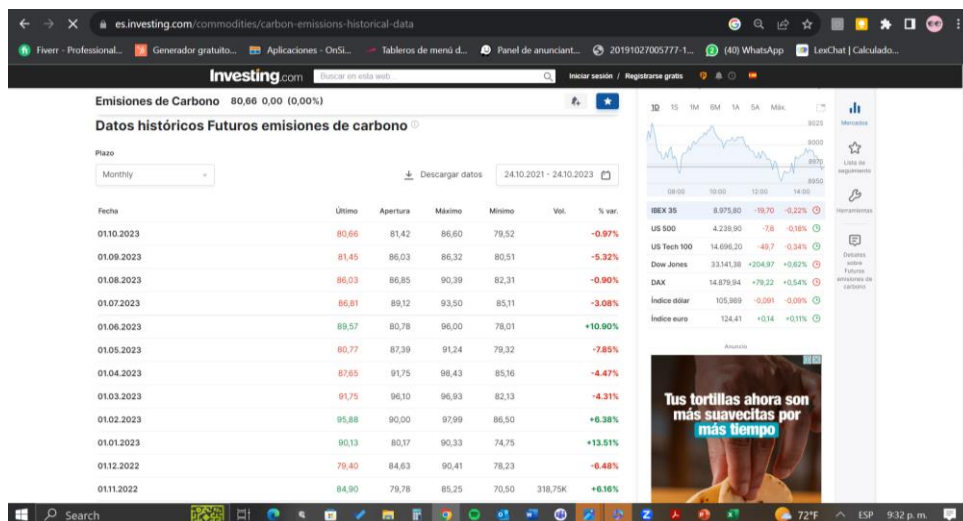 es.investing.com/commodities/carbon-emissions-historical-data
Fiverr - Professional... Generador gratuito... Aplicaciones - OnSi... Tableros de menú d... Panel de anunciant... 20191027005777-1... (40) WhatsApp LexChat | Calculado...
Investing.com Buscar en esta web... Iniciar sesión / Registrarse gratis
Emisiones de Carbono 80,66 0,00 (0,00%)
Datos históricos Futuros emisiones de carbono
Plazo
Monthly Descargar datos 24.10.2021 - 24.10.2023
Fecha Último Apertura Máximo Mínimo Vol. % var.
01.10.2023 80,66 81,42 86,60 79,52 -0.97%
01.09.2023 81,45 86,03 86,32 80,51 -5.32%
01.08.2023 86,03 86,85 90,39 82,31 -0.90%
01.07.2023 86,81 89,12 93,50 85,11 -3.08%
01.06.2023 89,57 80,78 96,00 78,01 +10.90%
01.05.2023 80,77 87,39 91,24 79,32 -7.85%
01.04.2023 87,65 91,75 98,43 85,16 -4.47%
01.03.2023 91,75 96,10 96,93 82,13 -4.31%
01.02.2023 95,88 90,00 97,99 86,50 +6.38%
01.01.2023 90,13 80,17 90,33 74,75 +13.51%
01.12.2022 79,40 84,63 90,41 78,23 -6.48%
01.11.2022 84,90 79,78 85,25 70,50 318,75K +6.16%
1D 1S 1M 6M 1A 5A Máx.
9025
9000
8975
8950
08:00 10:00 12:00 14:00
IBEX 35 8.975,80 -19,70 -0,22%
US 500 4.239,90 -7,8 -0,18%
US Tech 100 14.696,20 -49,7 -0,34%
Dow Jones 33.141,38 +204,97 +0,62%
DAX 14.879,94 +79,22 +0,54%
Índice dólar 105,989 -0,091 -0,09%
Índice euro 124,41 +0,14 +0,11%
Anuncio
Tus tortillas ahora son
más suavecitas por
más tiempo
Mercados
Lista de
seguimiento
Herramientas
Debates
sobre
Futuros
emisiones de
carbono
Search 72°F ESP 9:32 p. m.